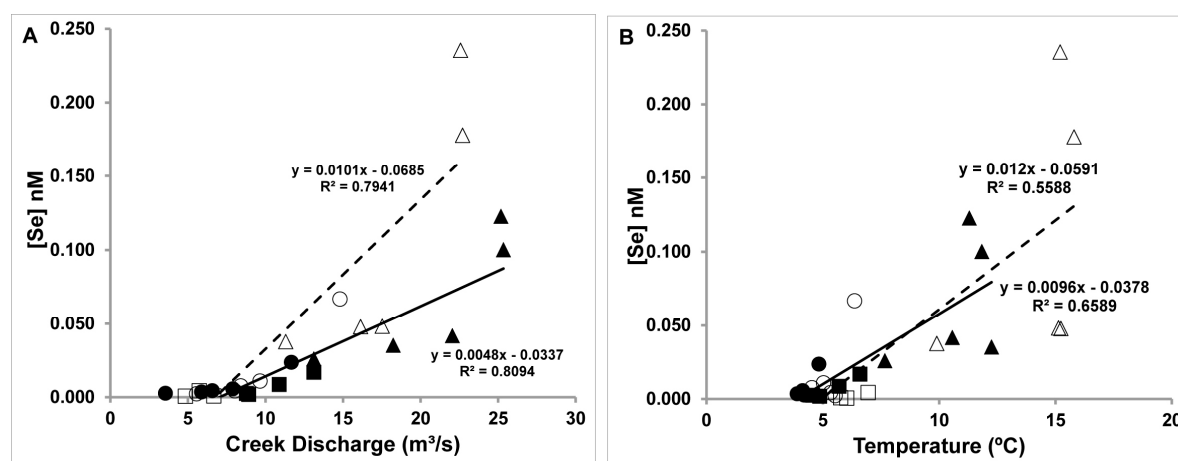 A
0.250
0.200
0.150
0.100
0.050
0.000
[Se] nM
y = 0.0101x - 0.0685
R² = 0.7941
y = 0.0048x - 0.0337
R² = 0.8094
0
5
10
15
20
25
30
Creek Discharge (m³/s)
B
0.250
0.200
0.150
0.100
0.050
0.000
[Se] nM
y = 0.012x - 0.0591
R² = 0.5588
y = 0.0096x - 0.0378
R² = 0.6589
0
5
10
15
20
Temperature (ºC)